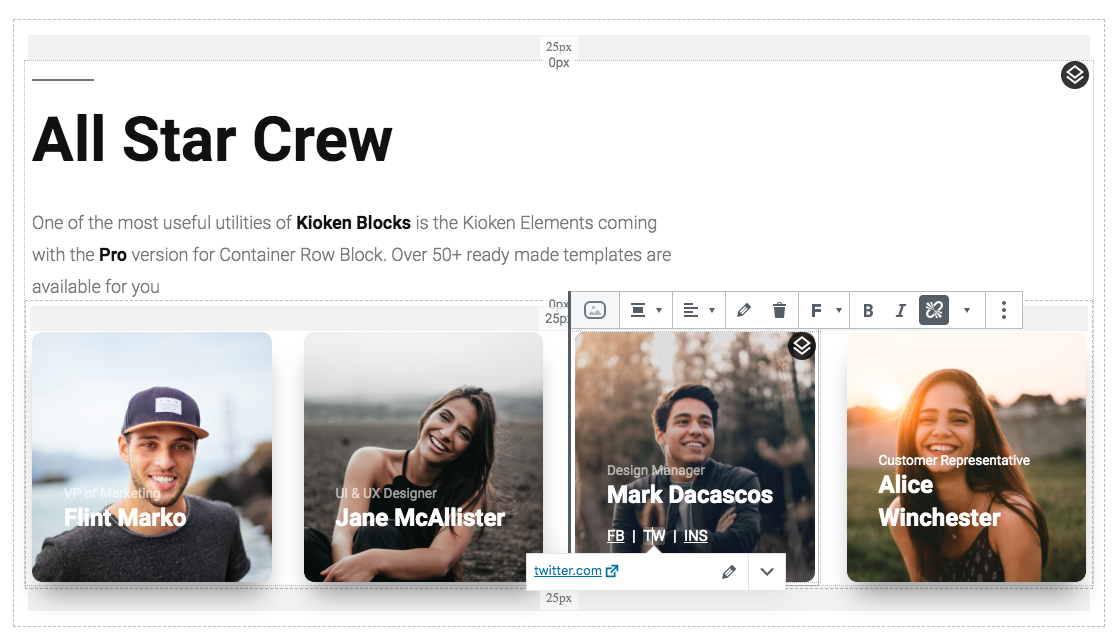 25px
0px
All Star Crew
One of the most useful utilities of Kioken Blocks is the Kioken Elements coming
with the Pro version for Container Row Block. Over 50+ ready made templates are
available for you
0px
25px
F
B
I
VP of Marketing
Flint Marko
UI & UX Designer
Jane McAllister
Design Manager
Mark Dacascos
FB | TW | INS
Customer Representative
Alice
Winchester
twitter.com
25px